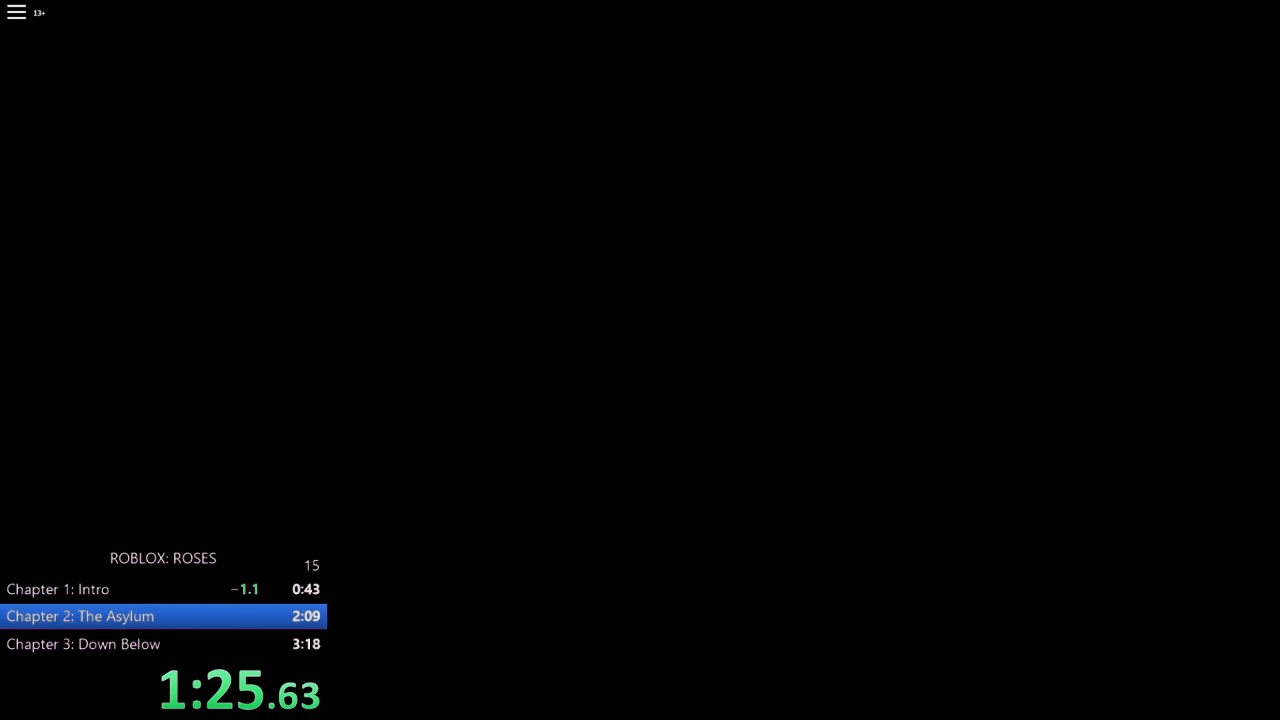 13+
ROBLOX: ROSES
15
Chapter 1: Intro −1.1 0:43
Chapter 2: The Asylum 2:09
Chapter 3: Down Below 3:18
1:25.63